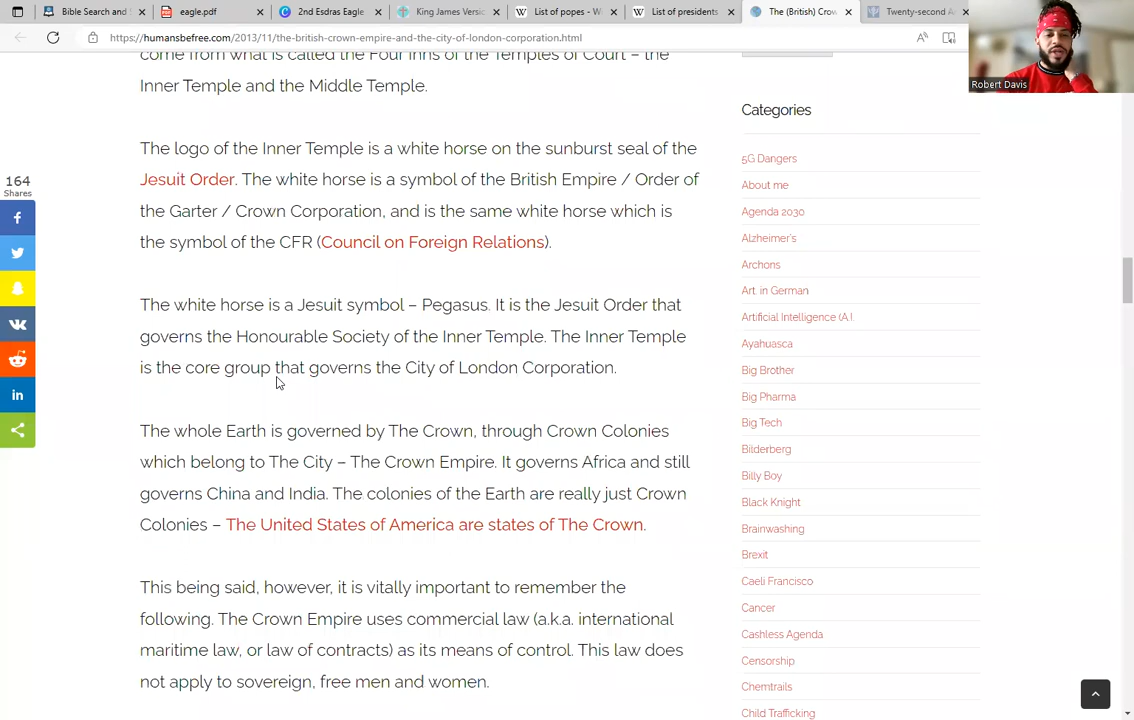 Bible Search and
eagle.pdf
2nd Esdras Eagle
King James Versic
List of popes - W
List of presidents
The (British) Crow
Twenty-second A
https://humansbefree.com/2013/11/the-british-crown-empire-and-the-city-of-london-corporation.html
Robert Davis
come from what is called the Four Inns of the Temples of Court – the
Inner Temple and the Middle Temple.
The logo of the Inner Temple is a white horse on the sunburst seal of the
Jesuit Order. The white horse is a symbol of the British Empire / Order of
the Garter / Crown Corporation, and is the same white horse which is
the symbol of the CFR (Council on Foreign Relations).
The white horse is a Jesuit symbol – Pegasus. It is the Jesuit Order that
governs the Honourable Society of the Inner Temple. The Inner Temple
is the core group that governs the City of London Corporation.
The whole Earth is governed by The Crown, through Crown Colonies
which belong to The City – The Crown Empire. It governs Africa and still
governs China and India. The colonies of the Earth are really just Crown
Colonies – The United States of America are states of The Crown.
This being said, however, it is vitally important to remember the
following. The Crown Empire uses commercial law (a.k.a. international
maritime law, or law of contracts) as its means of control. This law does
not apply to sovereign, free men and women.
164
Shares
Categories
5G Dangers
About me
Agenda 2030
Alzheimer's
Archons
Art. in German
Artificial Intelligence (A.I.
Ayahuasca
Big Brother
Big Pharma
Big Tech
Bilderberg
Billy Boy
Black Knight
Brainwashing
Brexit
Caeli Francisco
Cancer
Cashless Agenda
Censorship
Chemtrails
Child Trafficking